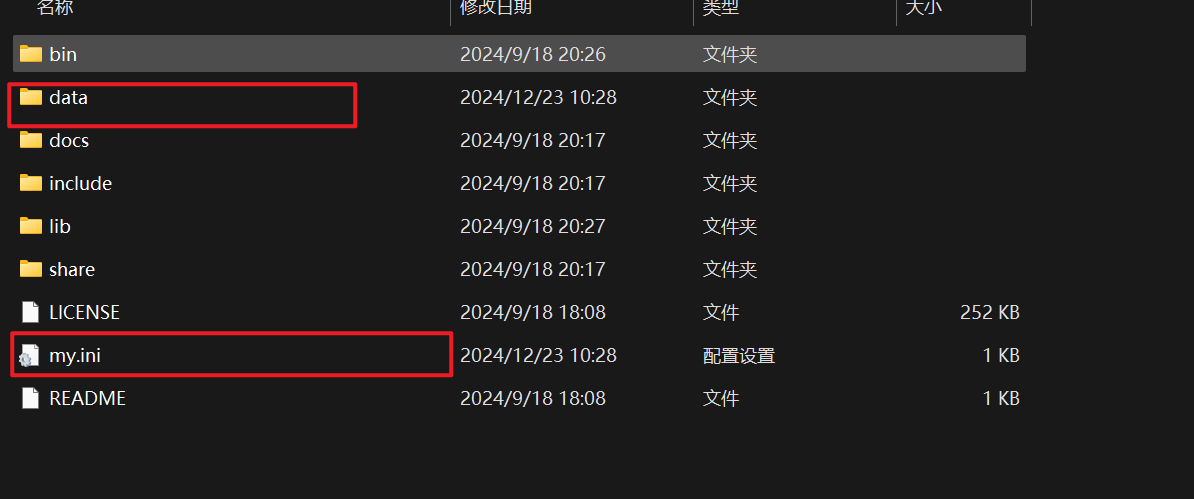 名称 修改日期 类型 大小
bin 2024/9/18 20:26 文件夹
data 2024/12/23 10:28 文件夹
docs 2024/9/18 20:17 文件夹
include 2024/9/18 20:17 文件夹
lib 2024/9/18 20:27 文件夹
share 2024/9/18 20:17 文件夹
LICENSE 2024/9/18 18:08 文件 252 KB
my.ini 2024/12/23 10:28 配置设置 1 KB
README 2024/9/18 18:08 文件 1 KB